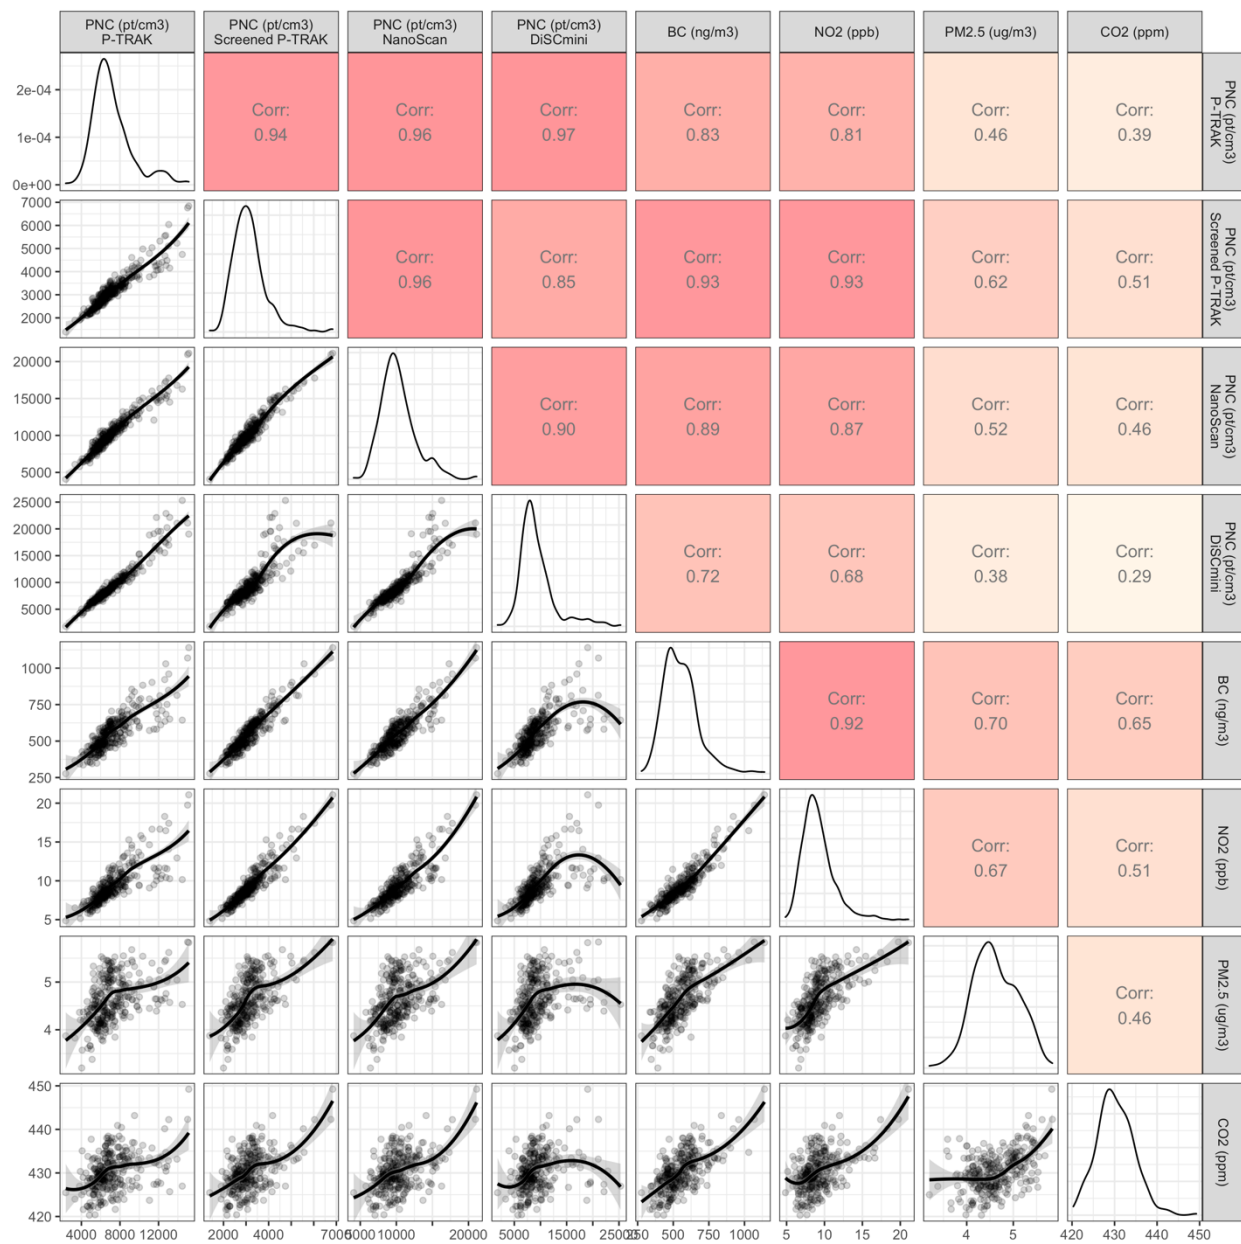 PNC (pt/cm3) PNC (pt/cm3) PNC (pt/cm3) PNC (pt/cm3) BC (ng/m3) NO2 (ppb) PM2.5 (ug/m3) CO2 (ppm)
P-TRAK Screened P-TRAK NanoScan DiSCmini
2e-04
1e-04
0e+00
Corr: Corr: Corr: Corr: Corr: Corr: Corr:
0.94 0.96 0.97 0.83 0.81 0.46 0.39
PNC (pt/cm3)
P-TRAK
7000
6000
5000
4000
3000
2000
Corr: Corr: Corr: Corr: Corr: Corr:
0.96 0.85 0.93 0.93 0.62 0.51
PNC (pt/cm3)
Screened P-TRAK
20000
15000
10000
5000
Corr: Corr: Corr: Corr: Corr:
0.90 0.89 0.87 0.52 0.46
PNC (pt/cm3)
NanoScan
25000
20000
15000
10000
5000
Corr: Corr: Corr: Corr:
0.72 0.68 0.38 0.29
PNC (pt/cm3)
DiSCmini
1000
750
500
250
Corr: Corr: Corr:
0.92 0.70 0.65
BC (ng/m3)
20
15
10
5
Corr: Corr:
0.67 0.51
NO2 (ppb)
5
4
Corr:
0.46
PM2.5 (ug/m3)
450
440
430
420
CO2 (ppm)
4000 8000 12000 2000 4000 6000 10000 20000 5000 15000 500 750 1000 5 10 15 20 4 5 420 430 440 450